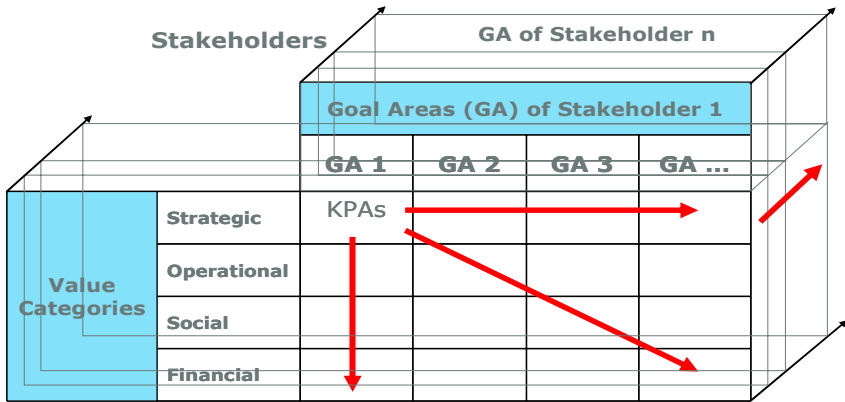 Stakeholders
GA of Stakeholder n
Goal Areas (GA) of Stakeholder 1
GA 1
GA 2
GA 3
GA ...
Value
Categories
Strategic
KPAs
Operational
Social
Financial